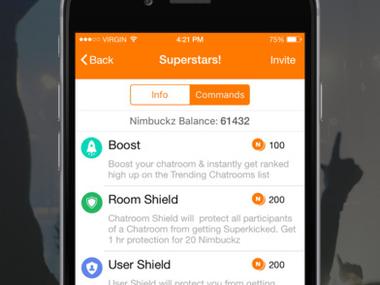 VIRGIN 4:21 PM 75%
Back Superstars! Invite
Info Commands
Nimbuckz Balance: 61432
Boost N 100
Boost your chatroom & instantly get ranked
high up on the Trending Chatrooms list
Room Shield N 200
Chatroom Shield will protect all participants
of a Chatroom from getting Superkicked. Get
1 hr protection for 20 Nimbuckz
User Shield N 200
User Shield will protect you from getting